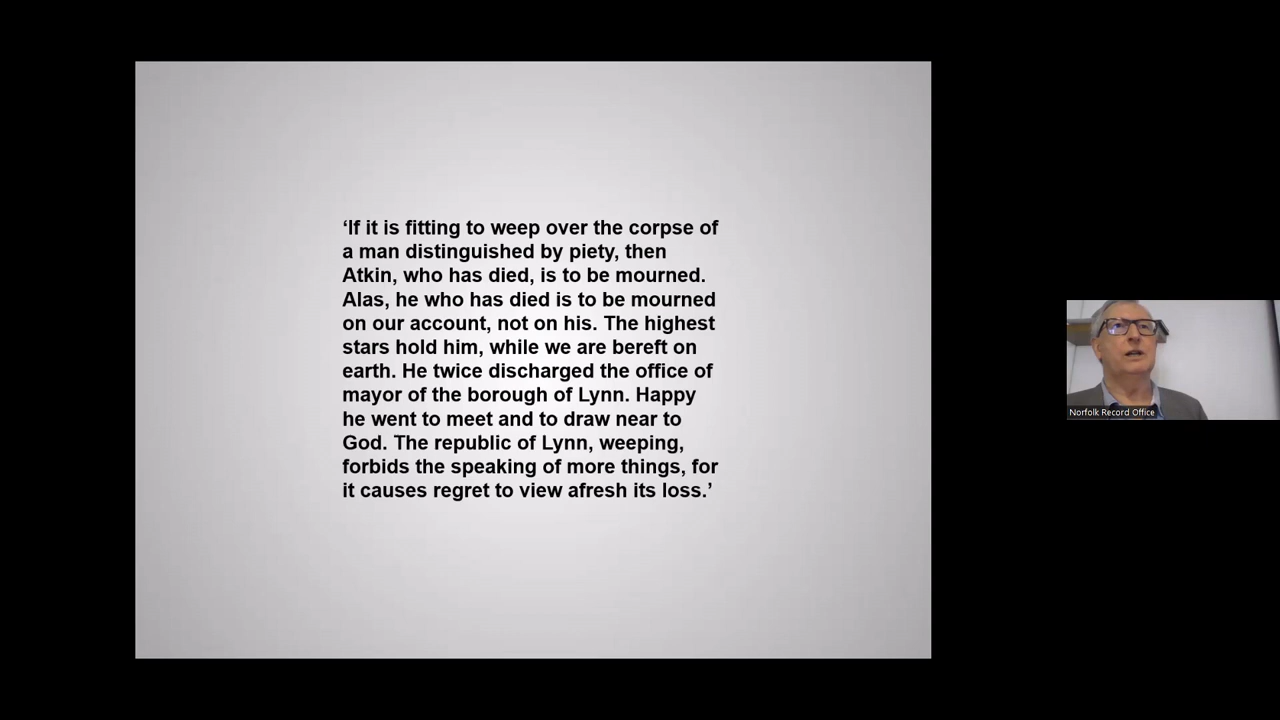 ‘If it is fitting to weep over the corpse of
a man distinguished by piety, then
Atkin, who has died, is to be mourned.
Alas, he who has died is to be mourned
on our account, not on his. The highest
stars hold him, while we are bereft on
earth. He twice discharged the office of
mayor of the borough of Lynn. Happy
he went to meet and to draw near to
God. The republic of Lynn, weeping,
forbids the speaking of more things, for
it causes regret to view afresh its loss.’
Norfolk Record Office